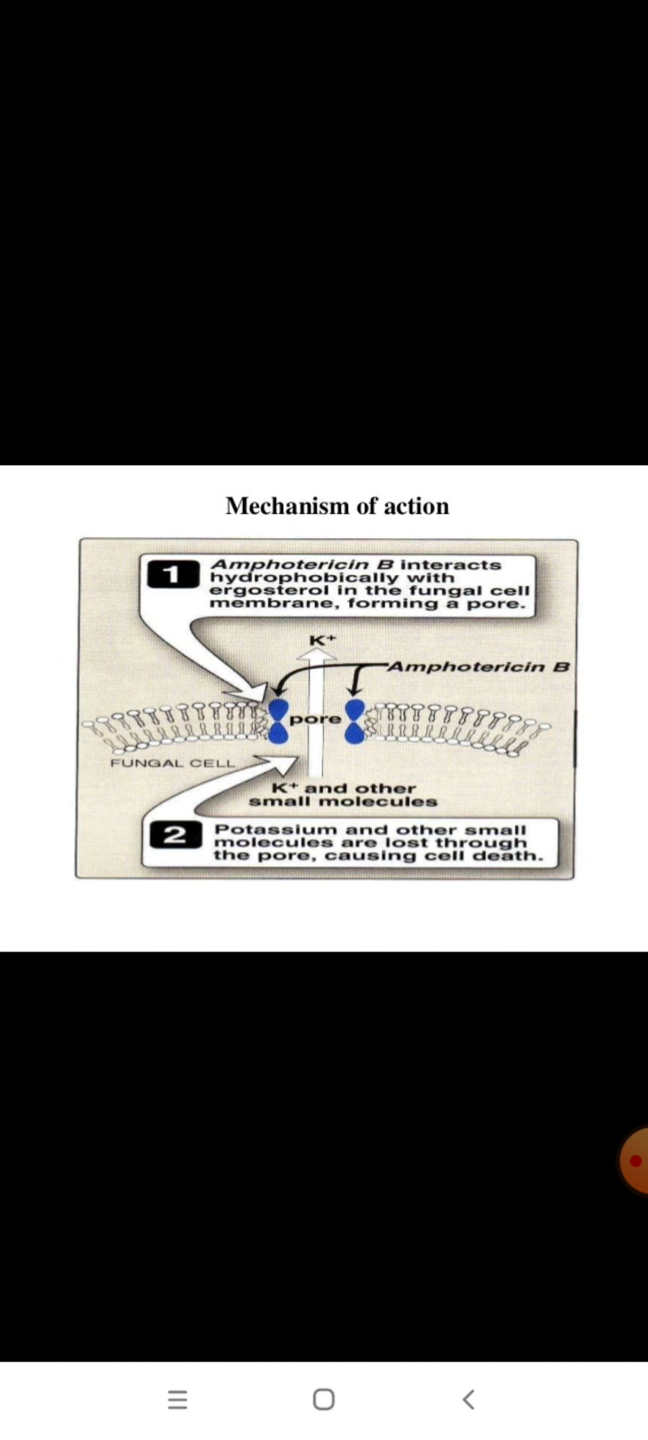 Mechanism of action
1
Amphotericin B interacts
hydrophobically with
ergosterol in the fungal cell
membrane, forming a pore.
K+
Amphotericin B
pore
FUNGAL CELL
K+ and other
small molecules
2
Potassium and other small
molecules are lost through
the pore, causing cell death.